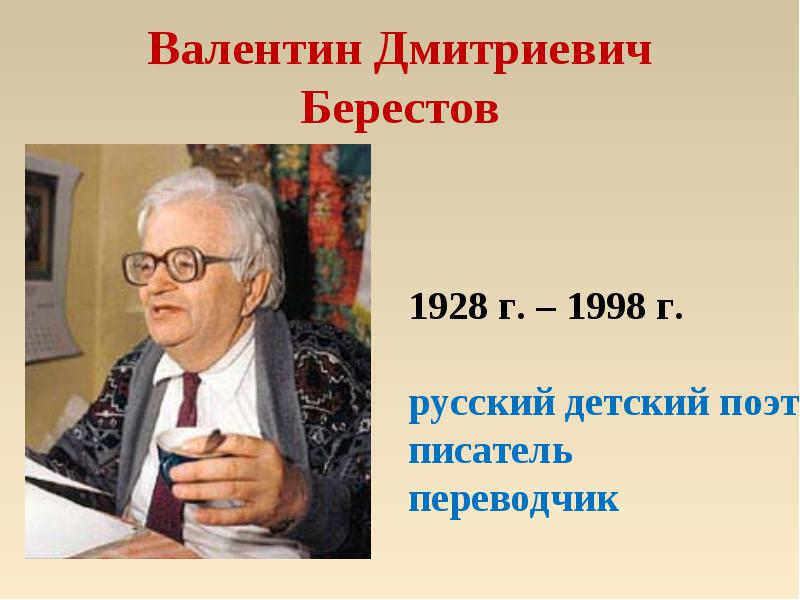 Валентин Дмитриевич
Берестов
1928 г. – 1998 г.
русский детский поэт
писатель
переводчик